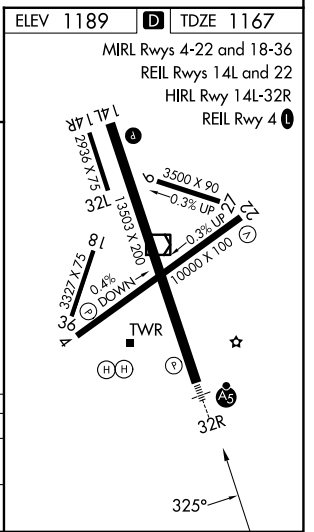 ELEV 1189 D TDZE 1167
MIRL Rwys 4-22 and 18-36
REIL Rwys 14L and 22
HIRL Rwy 14L-32R
REIL Rwy 4 L
14L
14R
P
2936 X 75
32L
13503 X 200
9
3500 X 90
0.3% UP
27
22
V
0.3% UP
10000 X 100
18
3327 X 75
0.4%
DOWN
P
36
4
TWR
H H
P
A5
32R
325°